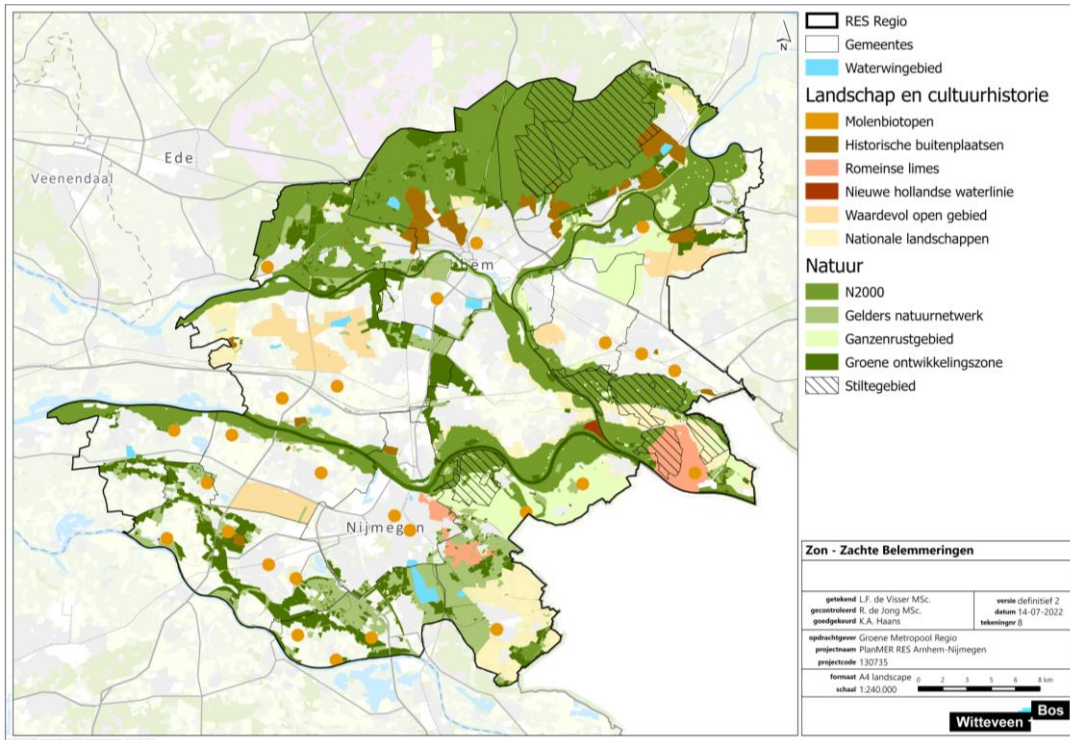 N
Ede
Veenendaal
hem
Nijmegen
RES Regio
Gemeentes
Waterwingebied
Landschap en cultuurhistorie
Molenbiotopen
Historische buitenplaatsen
Romeinse limes
Nieuwe hollandse waterlinie
Waardevol open gebied
Nationale landschappen
Natuur
N2000
Gelders natuurnetwerk
Ganzenrustgebied
Groene ontwikkelingszone
Stiltegebied
Zon - Zachte Belemmeringen
getekend L.F. de Visser MSc. versie definitief 2
gecontroleerd R. de Jong MSc. datum 14-07-2022
goedgekeurd K.A. Haans tekeningnr 8
opdrachtgever Groene Metropool Regio
projectnaam PlanMER RES Arnhem-Nijmegen
projectcode 130735
formaat A4 landscape 0 2 3 5 6 8 km
schaal 1:240.000
Witteveen + Bos